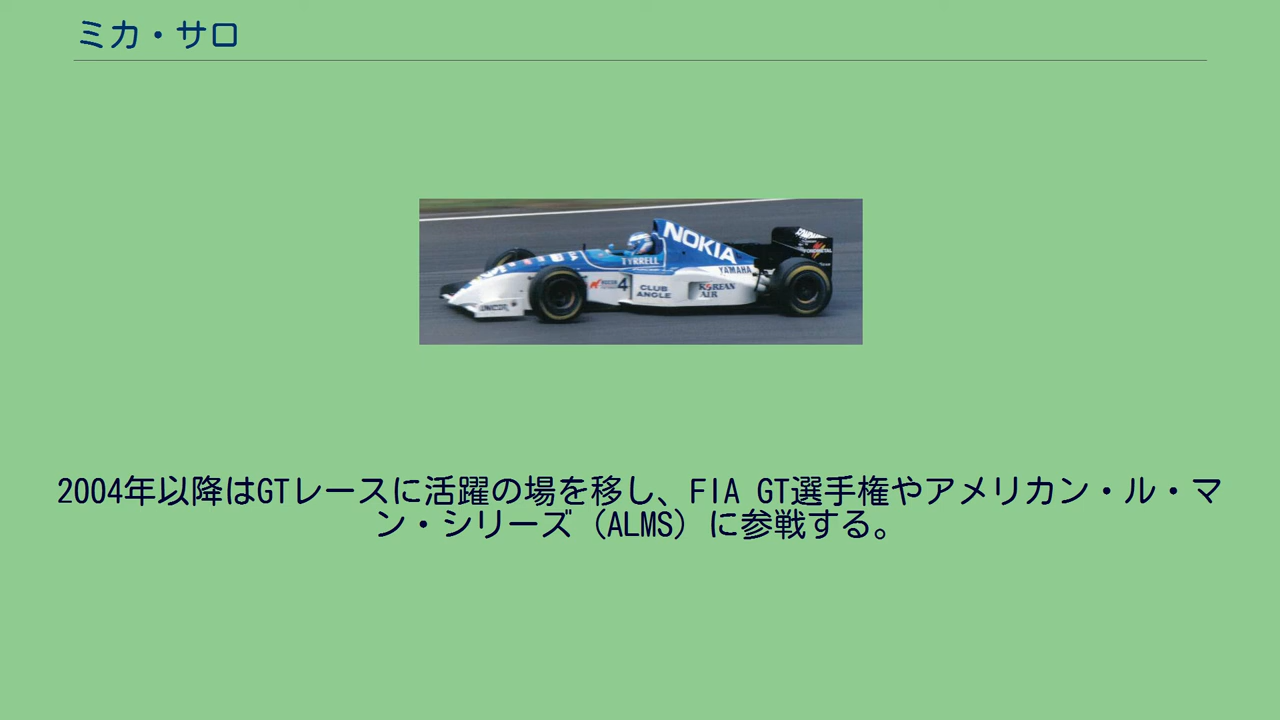 ミカ・サロ
NOKIA
TYRRELL
YAMAHA
4
CLUB
ANGLE
KOREAN
AIR
2004年以降はGTレースに活躍の場を移し、FIA GT選手権やアメリカン・ル・マ
ン・シリーズ（ALMS）に参戦する。